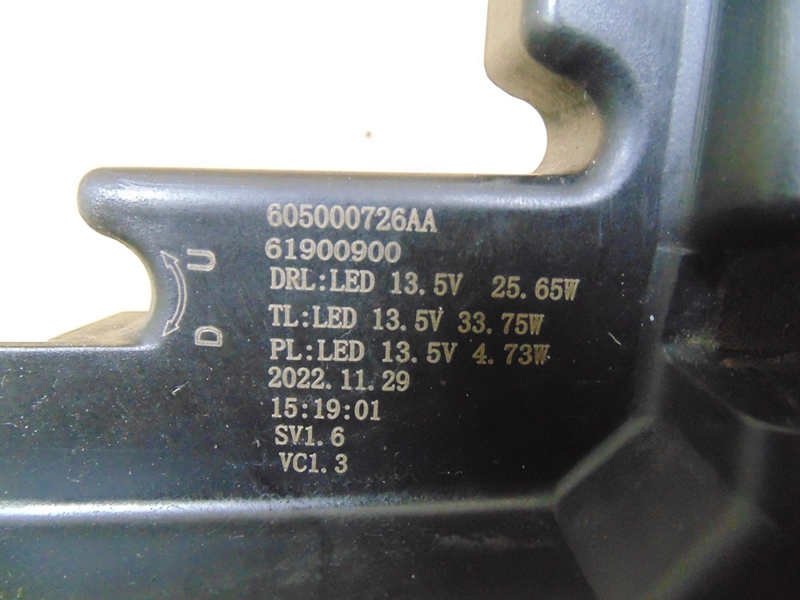 605000726AA
61900900
DRL:LED 13.5V 25.65W
TL:LED 13.5V 33.75W
PL:LED 13.5V 4.73W
2022.11.29
15:19:01
SV1.6
VC1.3
U
D